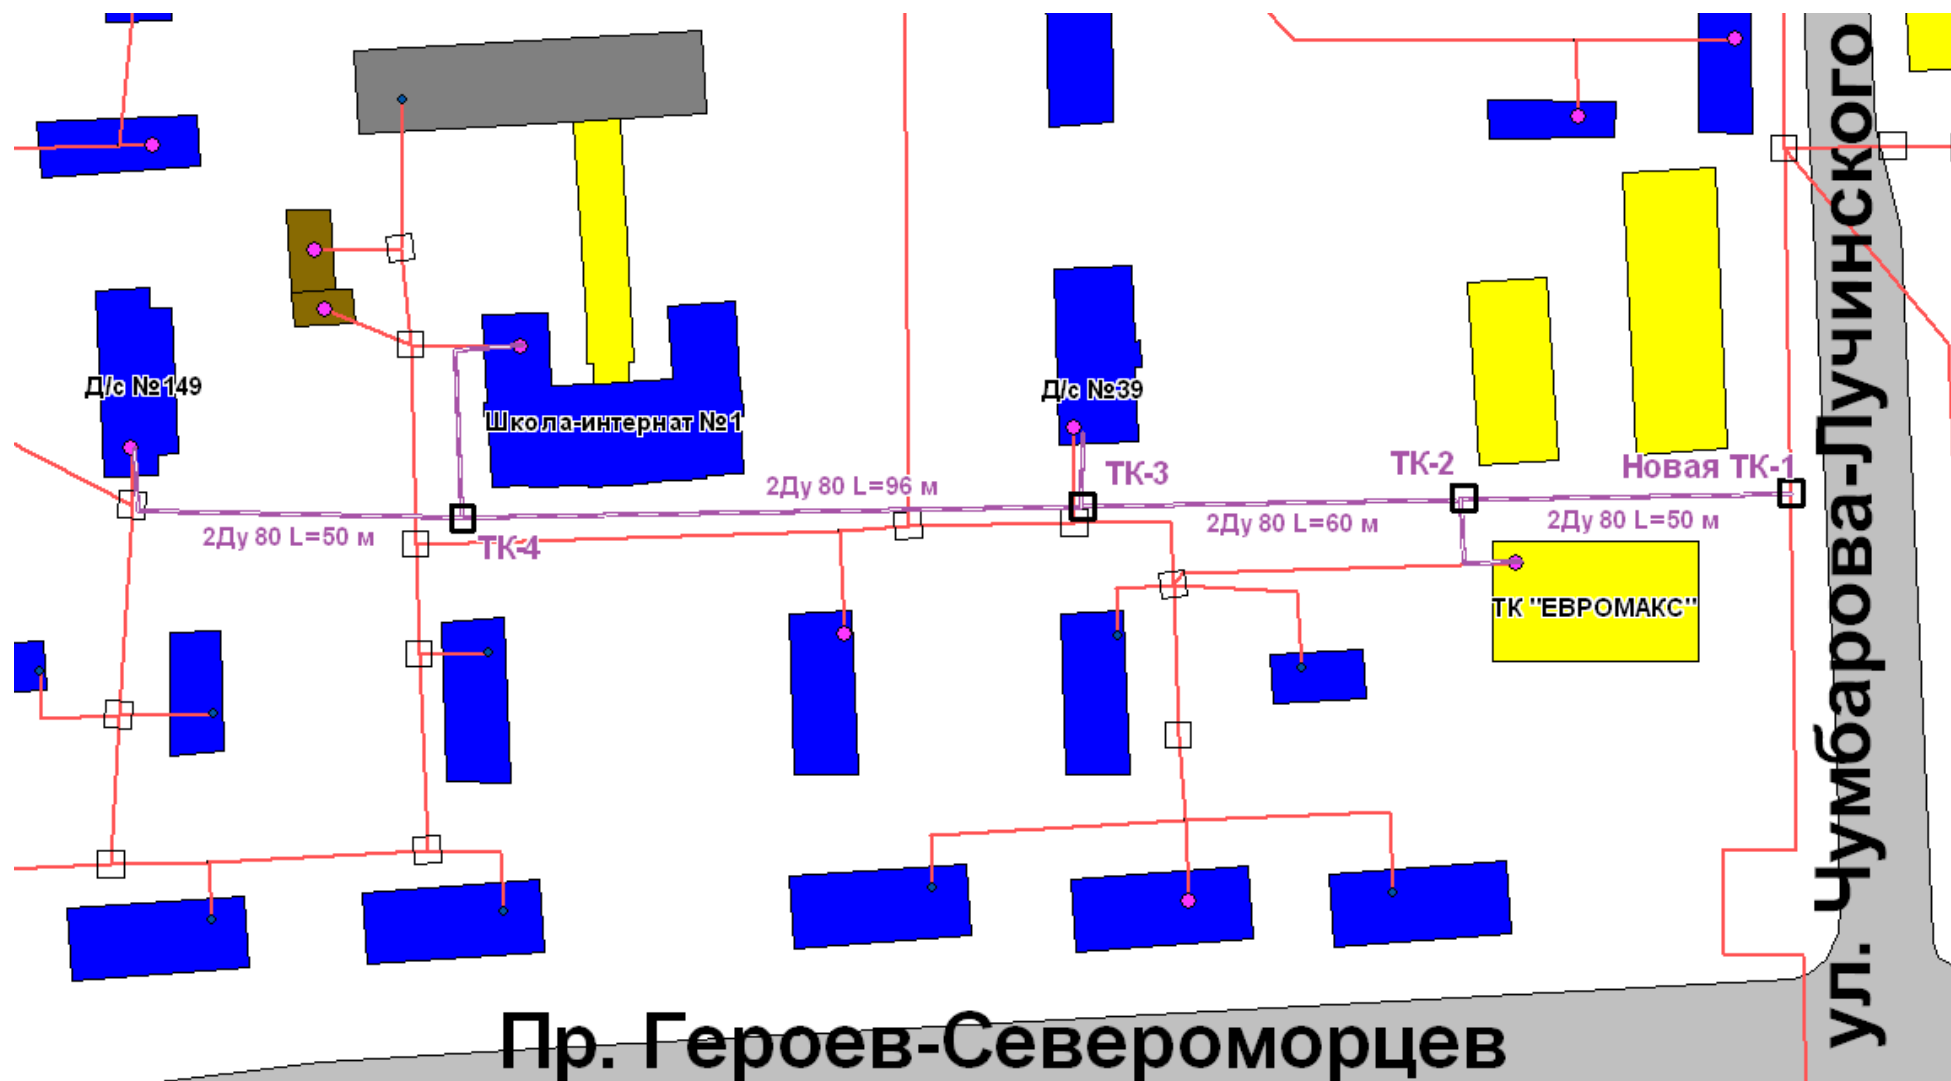 ул. Чумбарова-Лучинского
Д/с №149
Школа-интернат №1
Д/с №39
ТК-3
ТК-2
Новая ТК-1
2Ду 80 L=96 м
2Ду 80 L=60 м
2Ду 80 L=50 м
2Ду 80 L=50 м
ТК-4
ТК "ЕВРОМАКС"
Пр. Героев-Североморцев